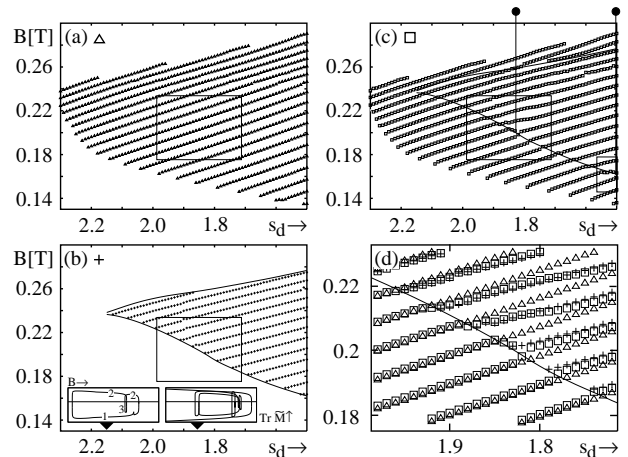 B[T] (a) △
0.26
0.22
0.18
0.14
2.2 2.0 1.8 s_d→
(c) □
0.26
0.22
0.18
0.14
2.2 2.0 1.8 s_d→
B[T] (b) +
0.26
0.22
0.18
0.14
B→
2 2
3
1
Tr M̃↑
2.2 2.0 1.8 s_d→
(d)
0.22
0.2
0.18
1.9 1.8 s_d→